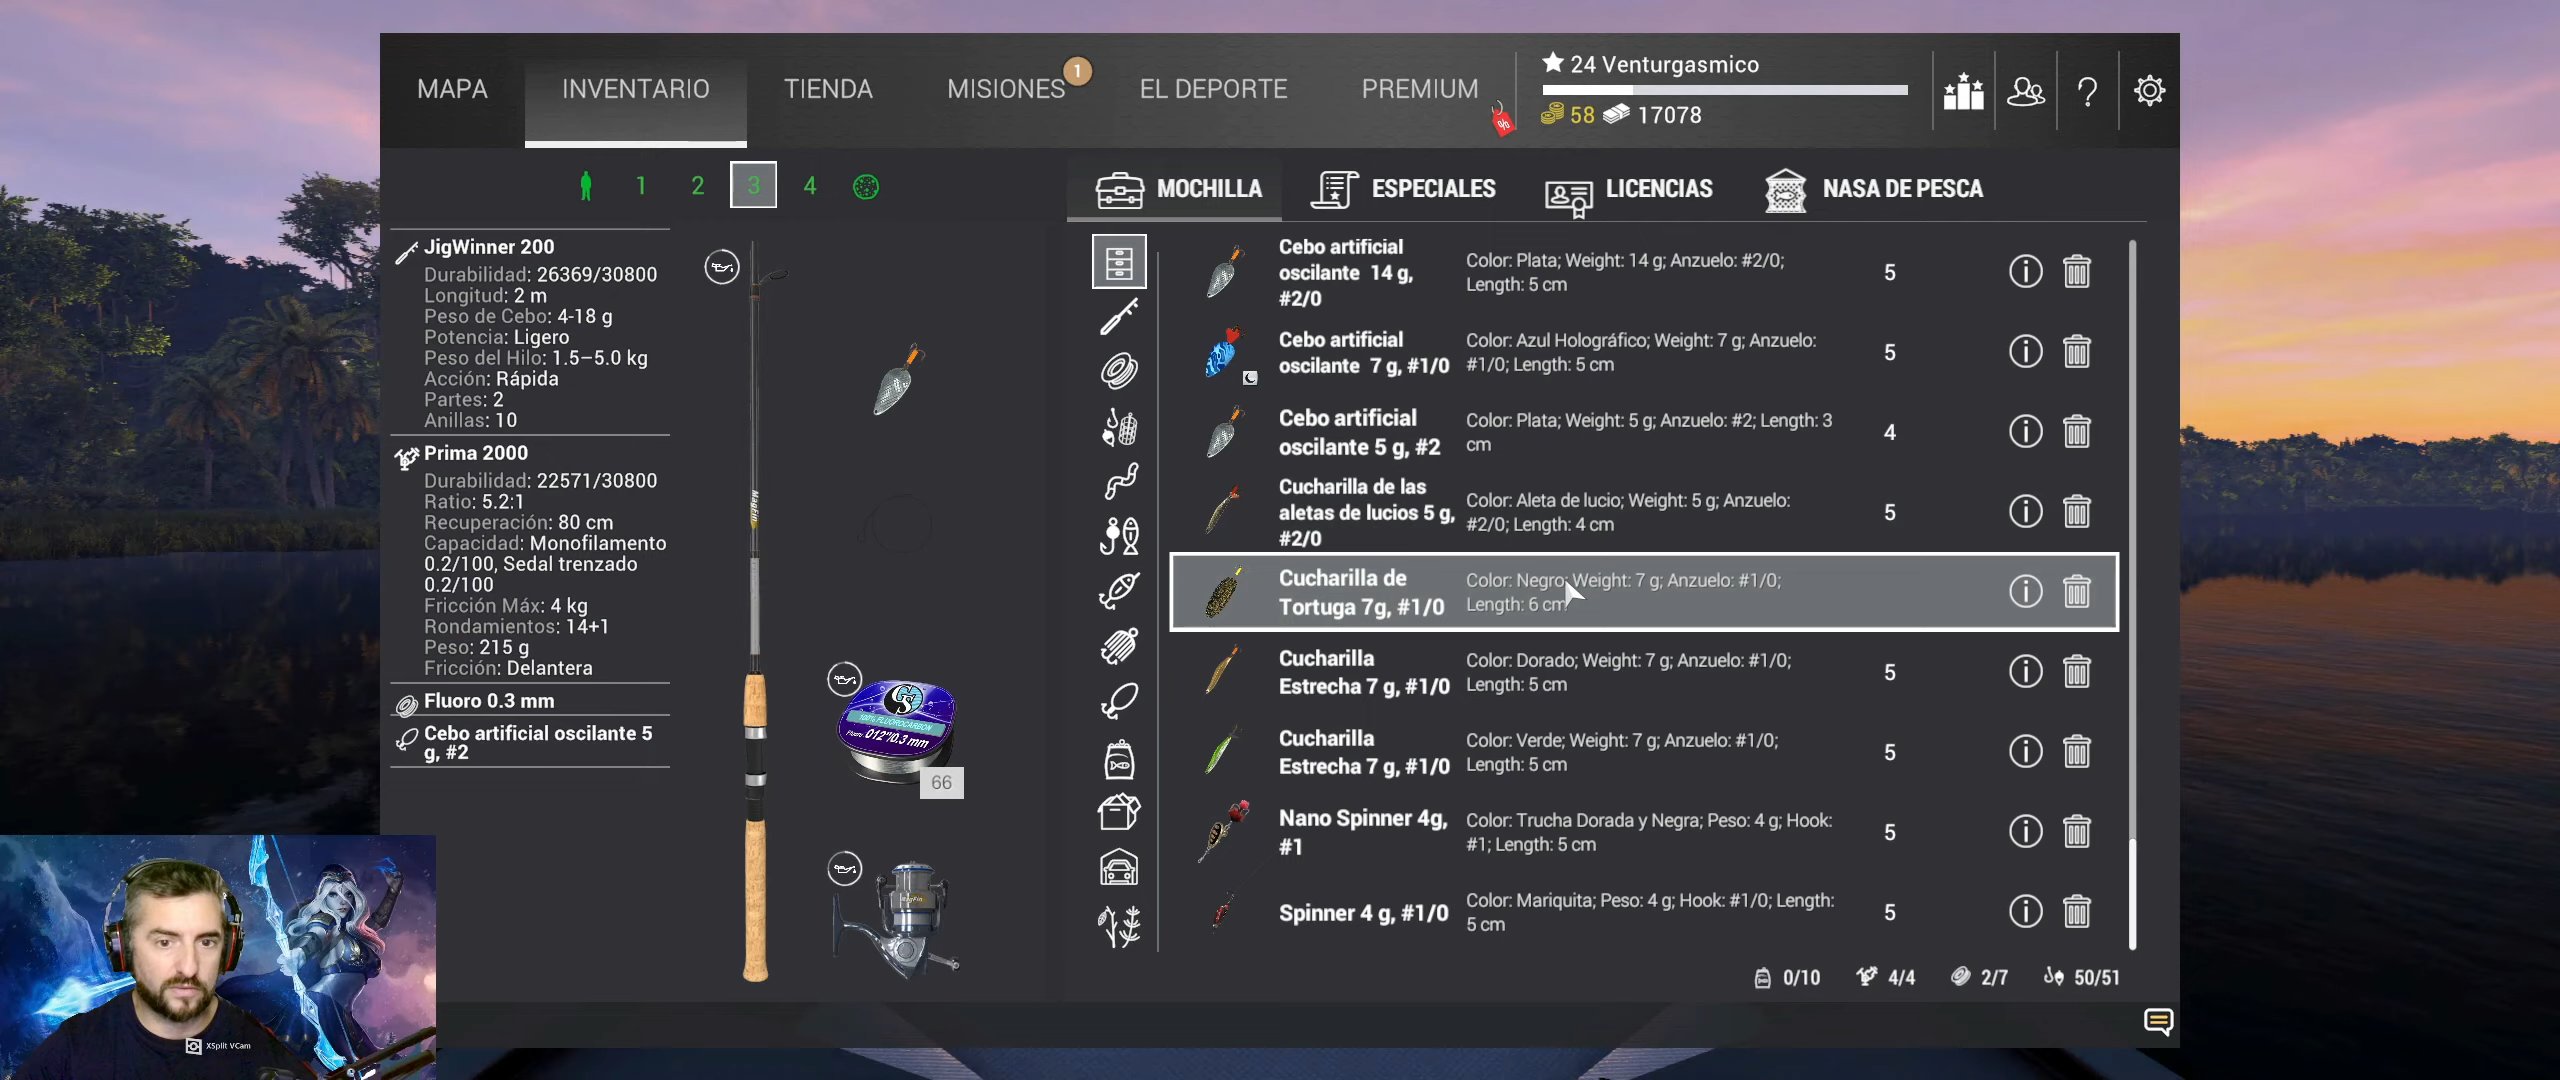 MAPA
INVENTARIO
TIENDA
MISIONES
1
EL DEPORTE
PREMIUM
%
24 Venturgasmico
58
17078
?
1
2
3
4
MOCHILLA
ESPECIALES
LICENCIAS
NASA DE PESCA
JigWinner 200
Durabilidad: 26369/30800
Longitud: 2 m
Peso de Cebo: 4-18 g
Potencia: Ligero
Peso del Hilo: 1.5–5.0 kg
Acción: Rápida
Partes: 2
Anillas: 10
Prima 2000
Durabilidad: 22571/30800
Ratio: 5.2:1
Recuperación: 80 cm
Capacidad: Monofilamento
0.2/100, Sedal trenzado
0.2/100
Fricción Máx: 4 kg
Rondamientos: 14+1
Peso: 215 g
Fricción: Delantera
Fluoro 0.3 mm
Cebo artificial oscilante 5
g, #2
MagFin
GS
100% FLUOROCARBON
Fluoro .012"/0.3 mm
66
Cebo artificial
oscilante 14 g,
#2/0
Color: Plata; Weight: 14 g; Anzuelo: #2/0;
Length: 5 cm
5
Cebo artificial
oscilante 7 g, #1/0
Color: Azul Holográfico; Weight: 7 g; Anzuelo:
#1/0; Length: 5 cm
5
Cebo artificial
oscilante 5 g, #2
Color: Plata; Weight: 5 g; Anzuelo: #2; Length: 3
cm
4
Cucharilla de las
aletas de lucios 5 g,
#2/0
Color: Aleta de lucio; Weight: 5 g; Anzuelo:
#2/0; Length: 4 cm
5
Cucharilla de
Tortuga 7g, #1/0
Color: Negro; Weight: 7 g; Anzuelo: #1/0;
Length: 6 cm
Cucharilla
Estrecha 7 g, #1/0
Color: Dorado; Weight: 7 g; Anzuelo: #1/0;
Length: 5 cm
5
Cucharilla
Estrecha 7 g, #1/0
Color: Verde; Weight: 7 g; Anzuelo: #1/0;
Length: 5 cm
5
Nano Spinner 4g,
#1
Color: Trucha Dorada y Negra; Peso: 4 g; Hook:
#1; Length: 5 cm
5
Spinner 4 g, #1/0
Color: Mariquita; Peso: 4 g; Hook: #1/0; Length:
5 cm
5
0/10
4/4
2/7
50/51
XSplit VCam